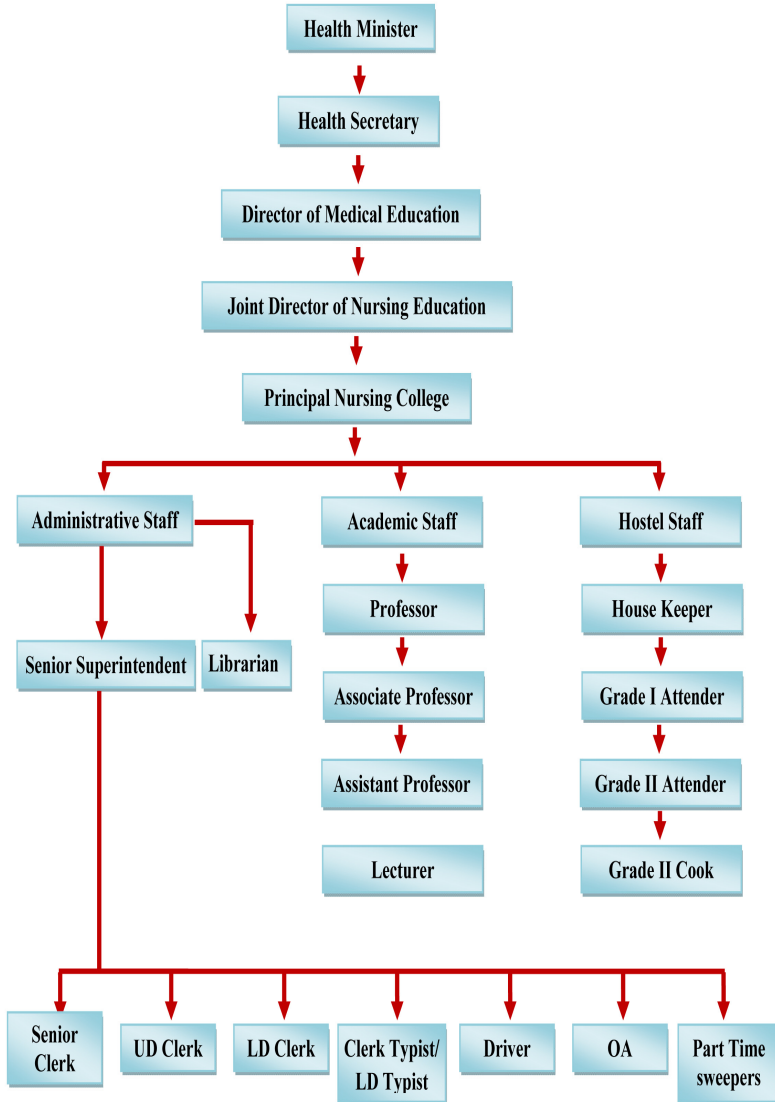 Health Minister
Health Secretary
Director of Medical Education
Joint Director of Nursing Education
Principal Nursing College
Administrative Staff
Academic Staff
Hostel Staff
Professor
House Keeper
Senior Superintendent
Librarian
Associate Professor
Grade I Attender
Assistant Professor
Grade II Attender
Lecturer
Grade II Cook
Senior
Clerk
UD Clerk
LD Clerk
Clerk Typist/
LD Typist
Driver
OA
Part Time
sweepers